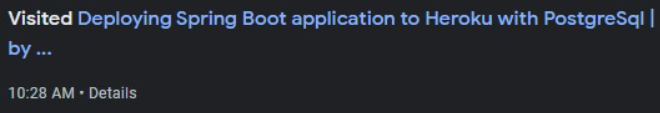 Visited Deploying Spring Boot application to Heroku with PostgreSql |
by ...
10:28 AM • Details